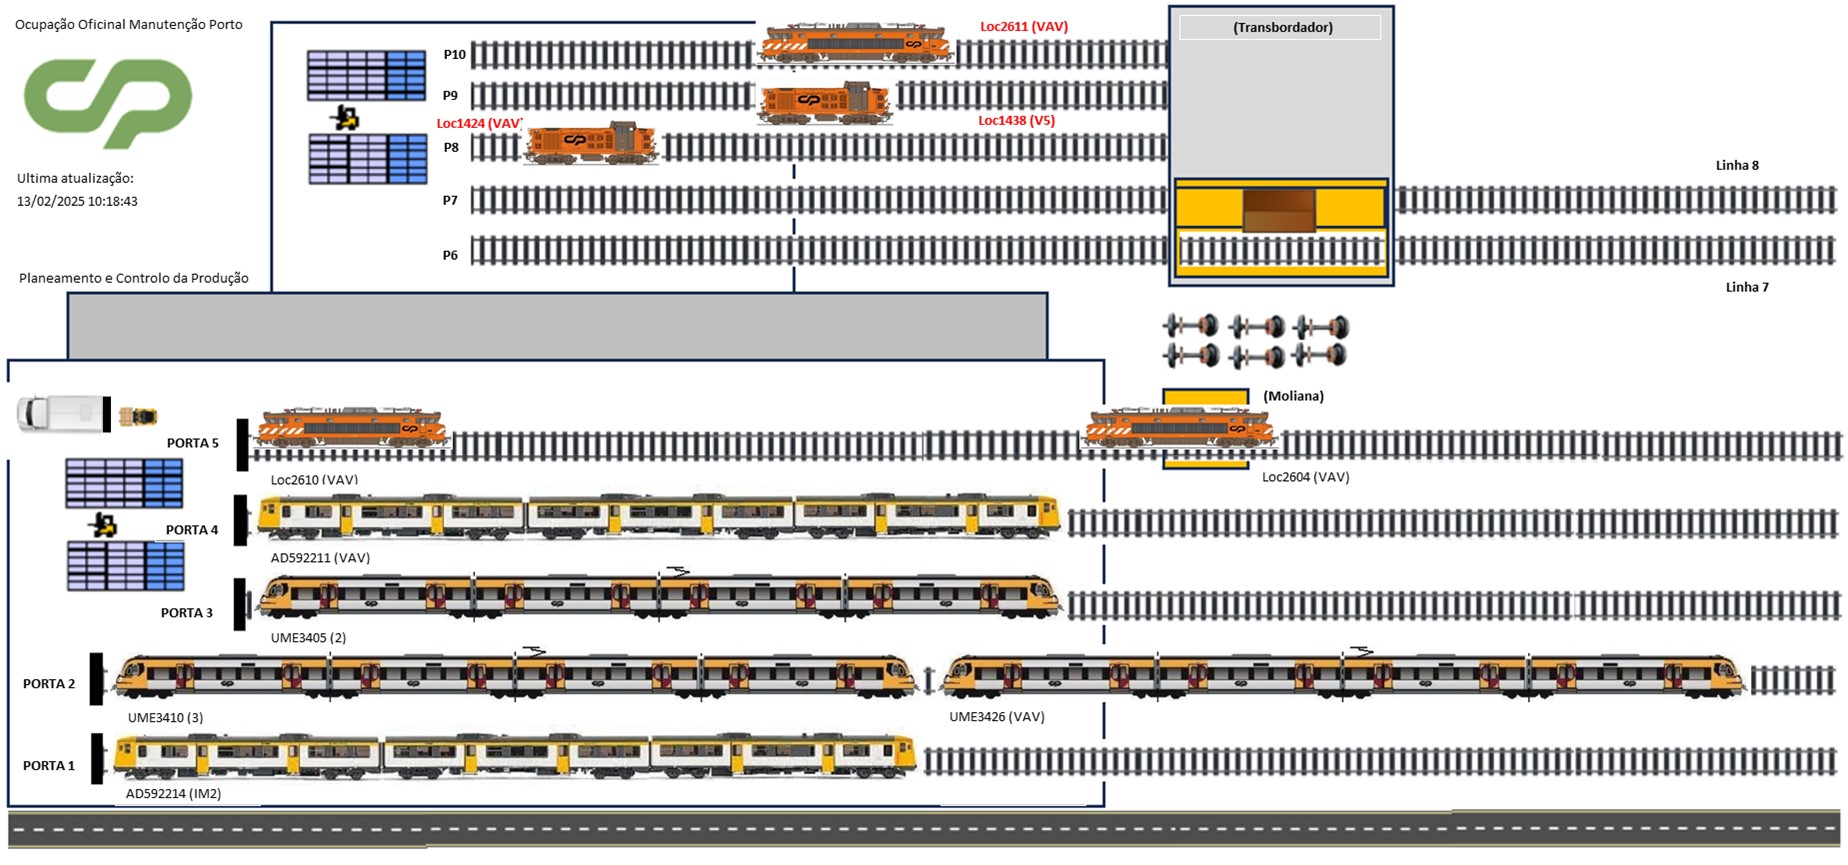 Ocupação Oficinal Manutenção Porto
Loc2611 (VAV)
(Transbordador)
P10
P9
Loc1424 (VAV)
Loc1438 (V5)
P8
Linha 8
Ultima atualização:
13/02/2025 10:18:43
P7
P6
Planeamento e Controlo da Produção
Linha 7
(Moliana)
PORTA 5
Loc2610 (VAV)
Loc2604 (VAV)
PORTA 4
AD592211 (VAV)
PORTA 3
UME3405 (2)
PORTA 2
UME3410 (3)
UME3426 (VAV)
PORTA 1
AD592214 (IM2)